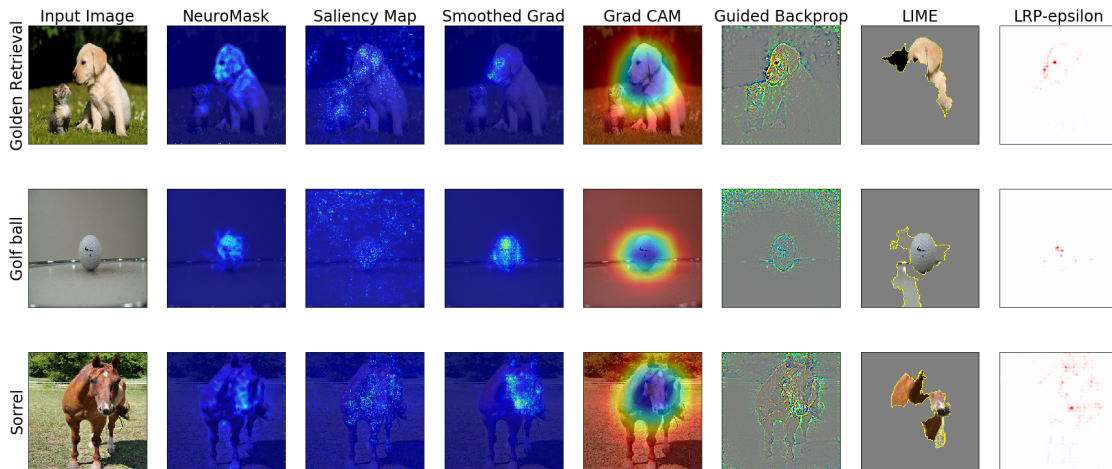 Input Image NeuroMask Saliency Map Smoothed Grad Grad CAM Guided Backprop LIME LRP-epsilon
Golden Retrieval
Golf ball
Sorrel